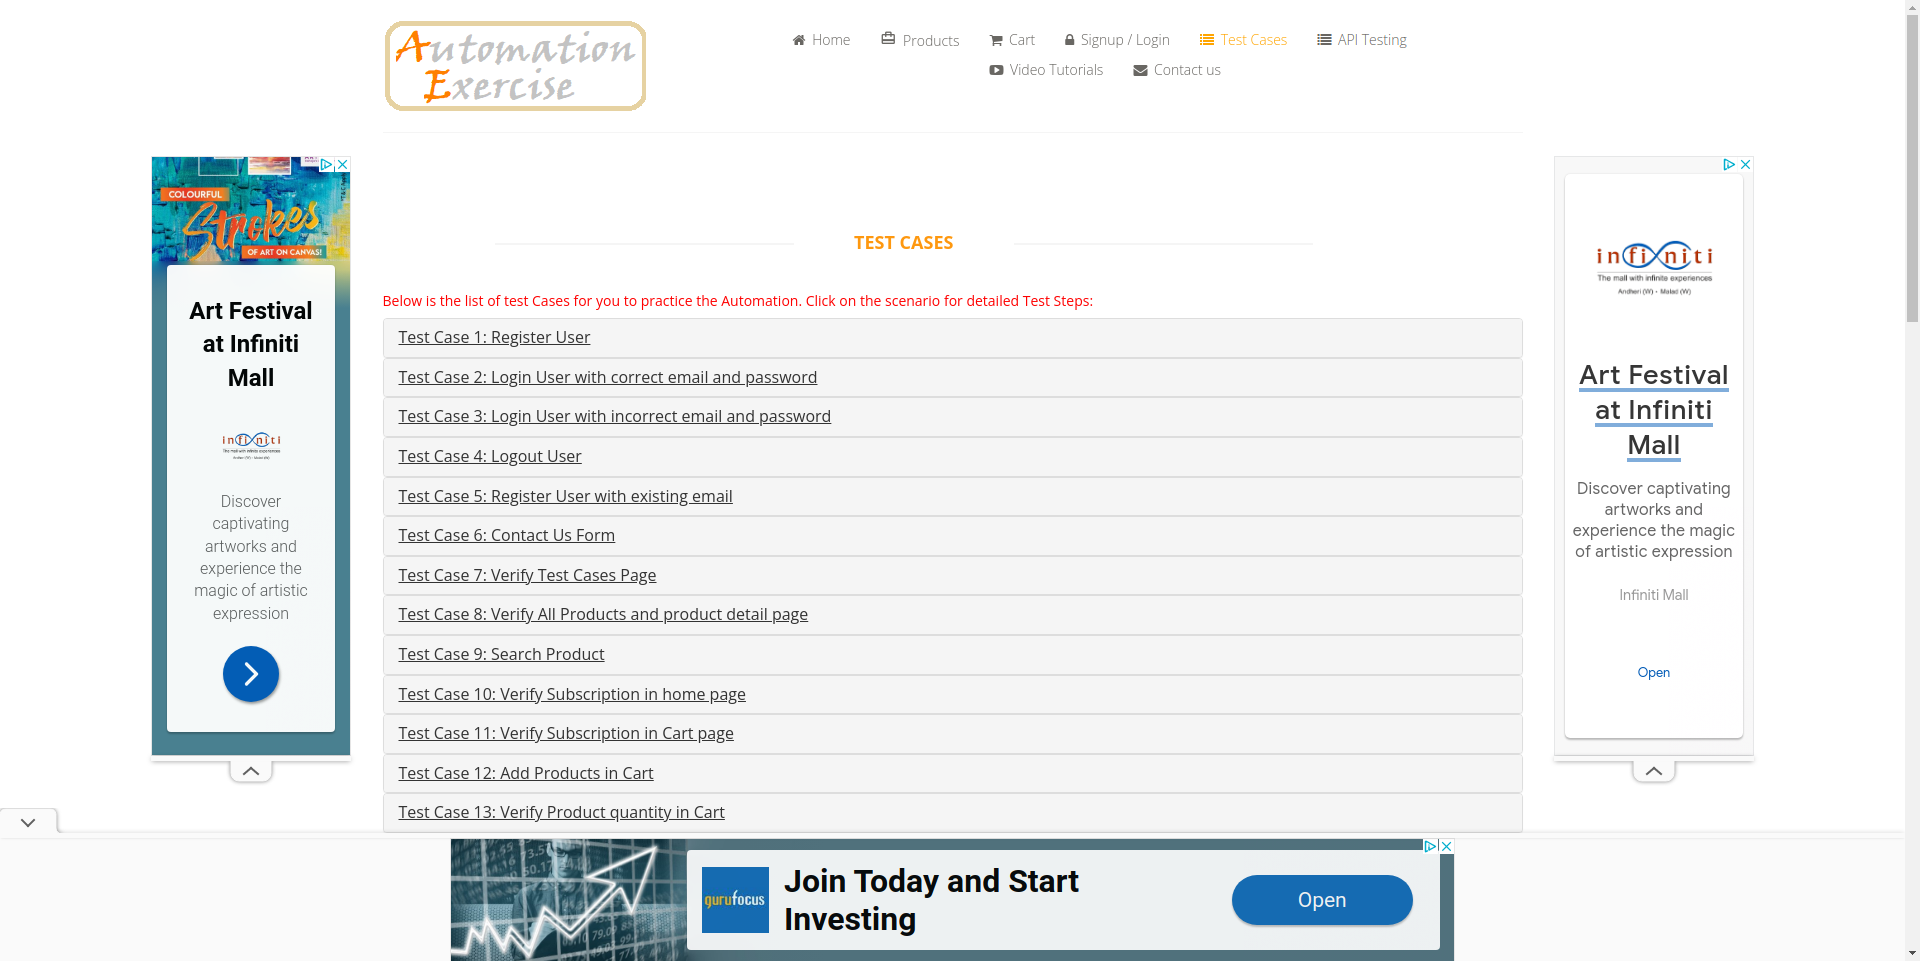 Automation
Exercise
Home
Products
Cart
Signup / Login
Test Cases
API Testing
Video Tutorials
Contact us
COLOURFUL
Strokes
OF ART ON CANVAS!
Art Festival
at Infiniti
Mall
infiniti
The mall with infinite experiences
Andheri (W) • Malad (W)
Discover
captivating
artworks and
experience the
magic of artistic
expression
TEST CASES
Below is the list of test Cases for you to practice the Automation. Click on the scenario for detailed Test Steps:
Test Case 1: Register User
Test Case 2: Login User with correct email and password
Test Case 3: Login User with incorrect email and password
Test Case 4: Logout User
Test Case 5: Register User with existing email
Test Case 6: Contact Us Form
Test Case 7: Verify Test Cases Page
Test Case 8: Verify All Products and product detail page
Test Case 9: Search Product
Test Case 10: Verify Subscription in home page
Test Case 11: Verify Subscription in Cart page
Test Case 12: Add Products in Cart
Test Case 13: Verify Product quantity in Cart
infiniti
The mall with infinite experiences
Andheri (W) • Malad (W)
Art Festival
at Infiniti
Mall
Discover captivating
artworks and
experience the magic
of artistic expression
Infiniti Mall
Open
gurufocus
Join Today and Start
Investing
Open